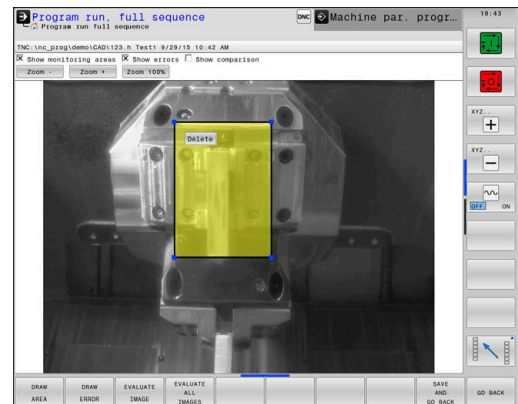 Program run, full sequence
Program run full sequence
DNC
Machine par. progr…
10:43
TNC:\nc_prog\demo\CAD\123.h Test1 9/29/15 10:42 AM
Show monitoring areas Show errors Show comparison
Zoom - Zoom + Zoom 100%
Delete
XYZ..
+
XYZ..
-
OFF ON
DRAW AREA
DRAW ERROR
EVALUATE IMAGE
EVALUATE ALL IMAGES
SAVE AND GO BACK
GO BACK